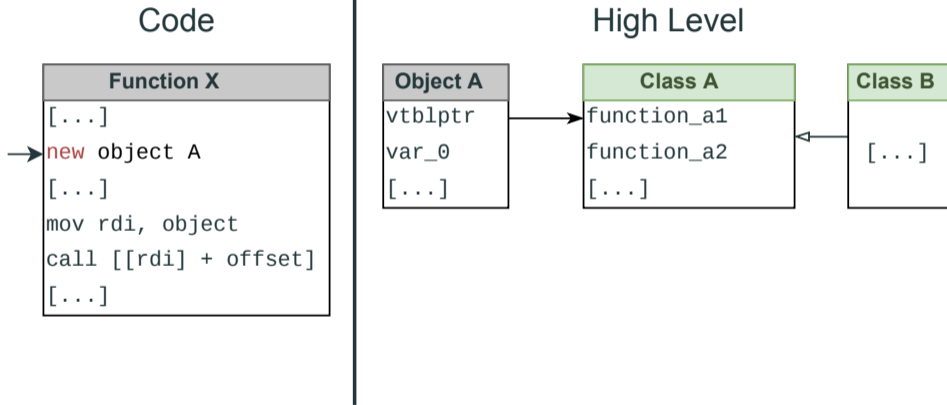 Code
Function X
[...]
new object A
[...]
mov rdi, object
call [[rdi] + offset]
[...]
High Level
Object A
vtblptr
var_0
[...]
Class A
function_a1
function_a2
[...]
Class B
[...]